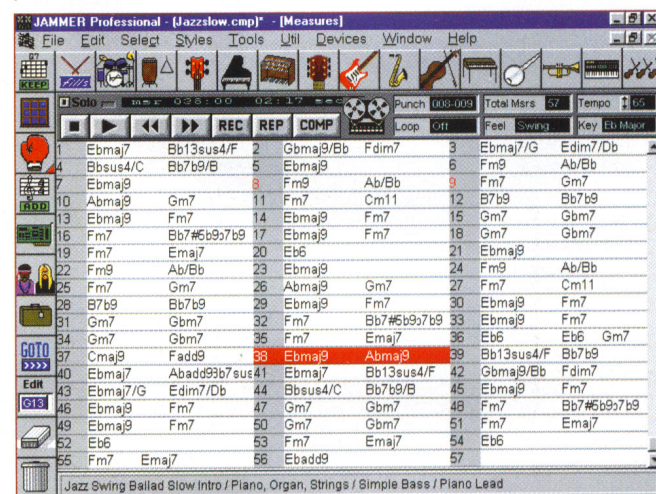 JAMMER Professional - (Jazzslow.cmp)* - [Measures]
File Edit Select Styles Tools Util Devices Window Help
G7
KEEP fills
Solo msr 035:00 02:17 sec Punch 008-009 Total Msrs 57 Tempo 65
REC REP COMP Loop Off Feel Swing... Key Eb Major
1 Ebmaj7 Bb13sus4/F 2 Gbmaj9/Bb Fdim7 3 Ebmaj7/G Edim7/Db
4 Bbsus4/C Bb7b9/B 5 Ebmaj9 6 Fm9 Ab/Bb
7 Ebmaj9 8 Fm9 Ab/Bb 9 Fm7 Gm7
ADD
10 Abmaj9 Gm7 11 Fm7 Cm11 12 B7b9 Bb7b9
13 Ebmaj9 Fm7 14 Ebmaj9 Fm7 15 Gm7 Gbm7
16 Fm7 Bb7#5b9b7b9 17 Ebmaj9 Fm7 18 Gm7 Gbm7
19 Fm7 Emaj7 20 Eb6 21 Ebmaj9
22 Fm9 Ab/Bb 23 Ebmaj9 24 Fm9 Ab/Bb
25 Fm7 Gm7 26 Abmaj9 Gm7 27 Fm7 Cm11
28 B7b9 Bb7b9 29 Ebmaj9 Fm7 30 Ebmaj9 Fm7
31 Gm7 Gbm7 32 Fm7 Bb7#5b9b7b9 33 Ebmaj9 Fm7
34 Gm7 Gbm7 35 Fm7 Emaj7 36 Eb6 Eb6 Gm7
GOTO
>>>>>
37 Cmaj9 Fadd9 38 Ebmaj9 Abmaj9 39 Bb13sus4/F Bb7b9
40 Ebmaj7 Abadd9b7sus 41 Ebmaj7 Bb13sus4/F 42 Gbmaj9/Bb Fdim7
Edit
43 Ebmaj7/G Edim7/Db 44 Bbsus4/C Bb7b9/B 45 Ebmaj9 Fm7
G13
46 Ebmaj9 Fm7 47 Gm7 Gbm7 48 Fm7 Bb7#5b9b7b9
49 Ebmaj9 Fm7 50 Gm7 Gbm7 51 Fm7 Emaj7
52 Eb6 53 Fm7 Emaj7 54 Eb6
55 Fm7 Emaj7 56 Ebadd9 57
Jazz Swing Ballad Slow Intro / Piano, Organ, Strings / Simple Bass / Piano Lead